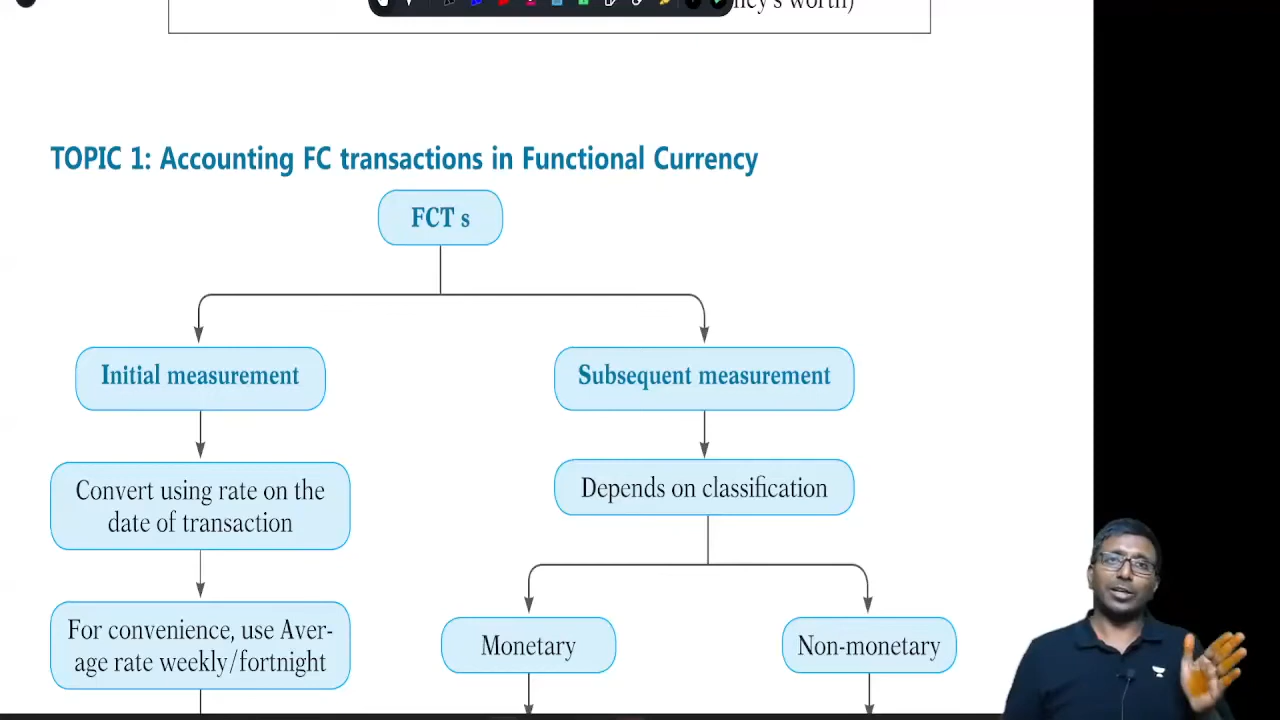 worth)
TOPIC 1: Accounting FC transactions in Functional Currency
FCT s
Initial measurement
Subsequent measurement
Convert using rate on the
date of transaction
Depends on classification
For convenience, use Aver-
age rate weekly/fortnight
Monetary
Non-monetary